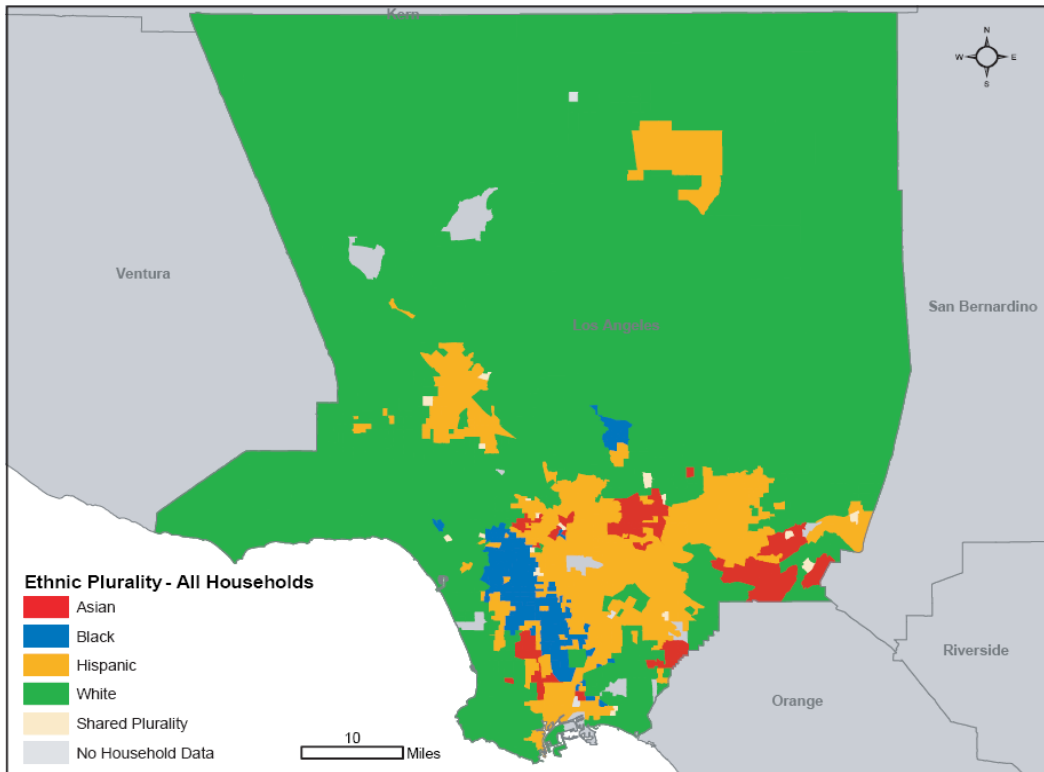 Kern
N
W E
S
Ventura
San Bernardino
Los Angeles
Ethnic Plurality - All Households
Asian
Black
Hispanic
White
Shared Plurality
No Household Data
10
Miles
Riverside
Orange